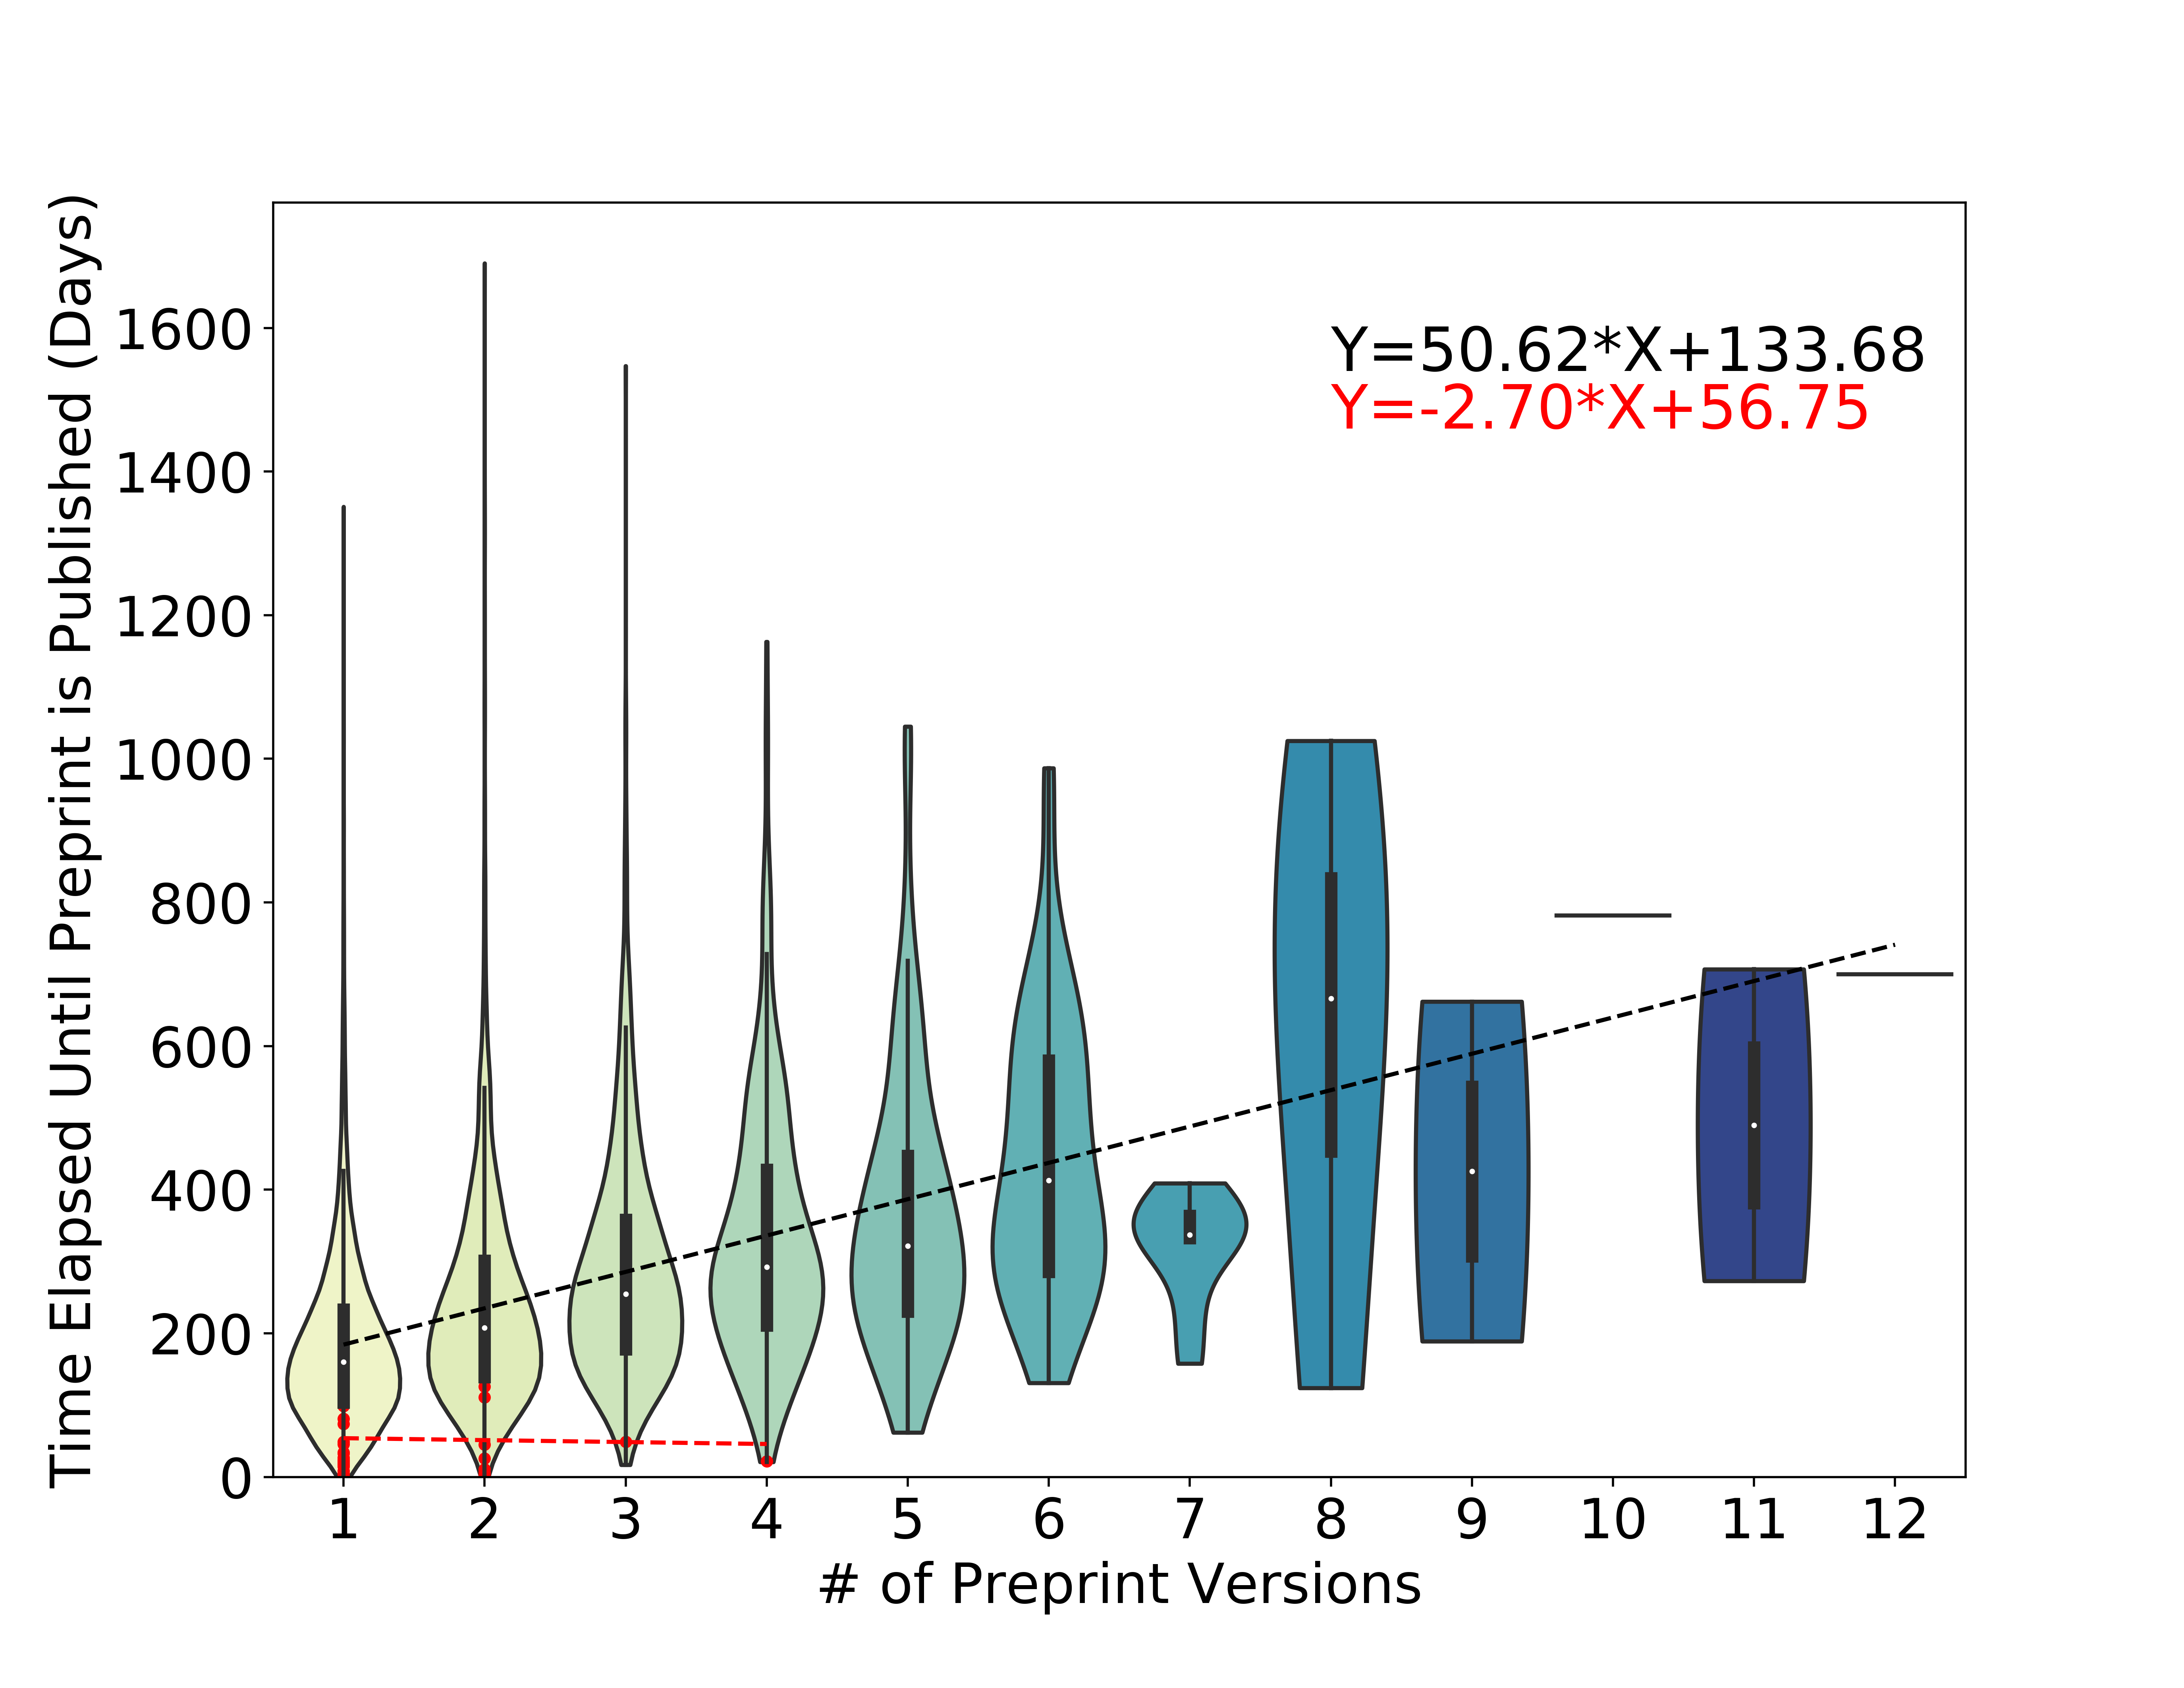 Time Elapsed Until Preprint is Published (Days)
1600
1400
1200
1000
800
600
400
200
0
Y=50.62*X+133.68
Y=-2.70*X+56.75
1 2 3 4 5 6 7 8 9 10 11 12
# of Preprint Versions